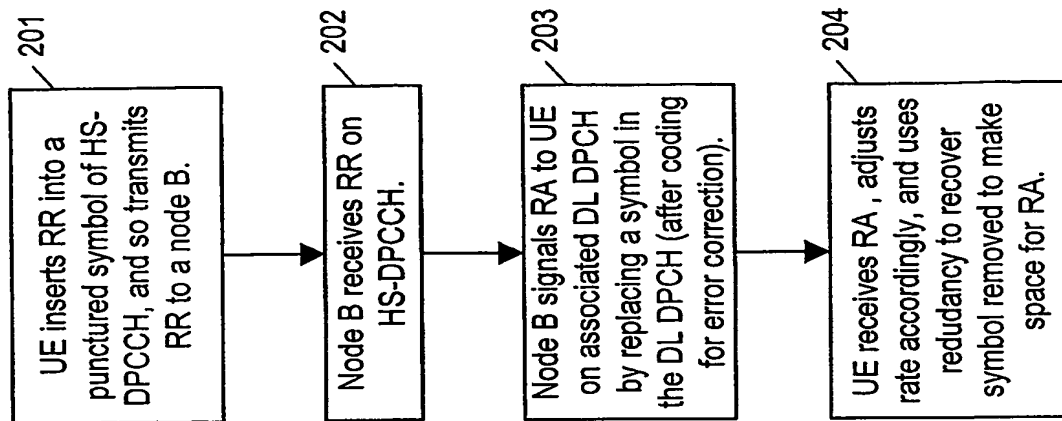 201
UE inserts RR into a
punctured symbol of HS-
DPCCH, and so transmits
RR to a node B.
202
Node B receives RR on
HS-DPCCH.
203
Node B signals RA to UE
on associated DL DPCH
by replacing a symbol in
the DL DPCH (after coding
for error correction).
204
UE receives RA , adjusts
rate accordingly, and uses
redudancy to recover
symbol removed to make
space for RA.